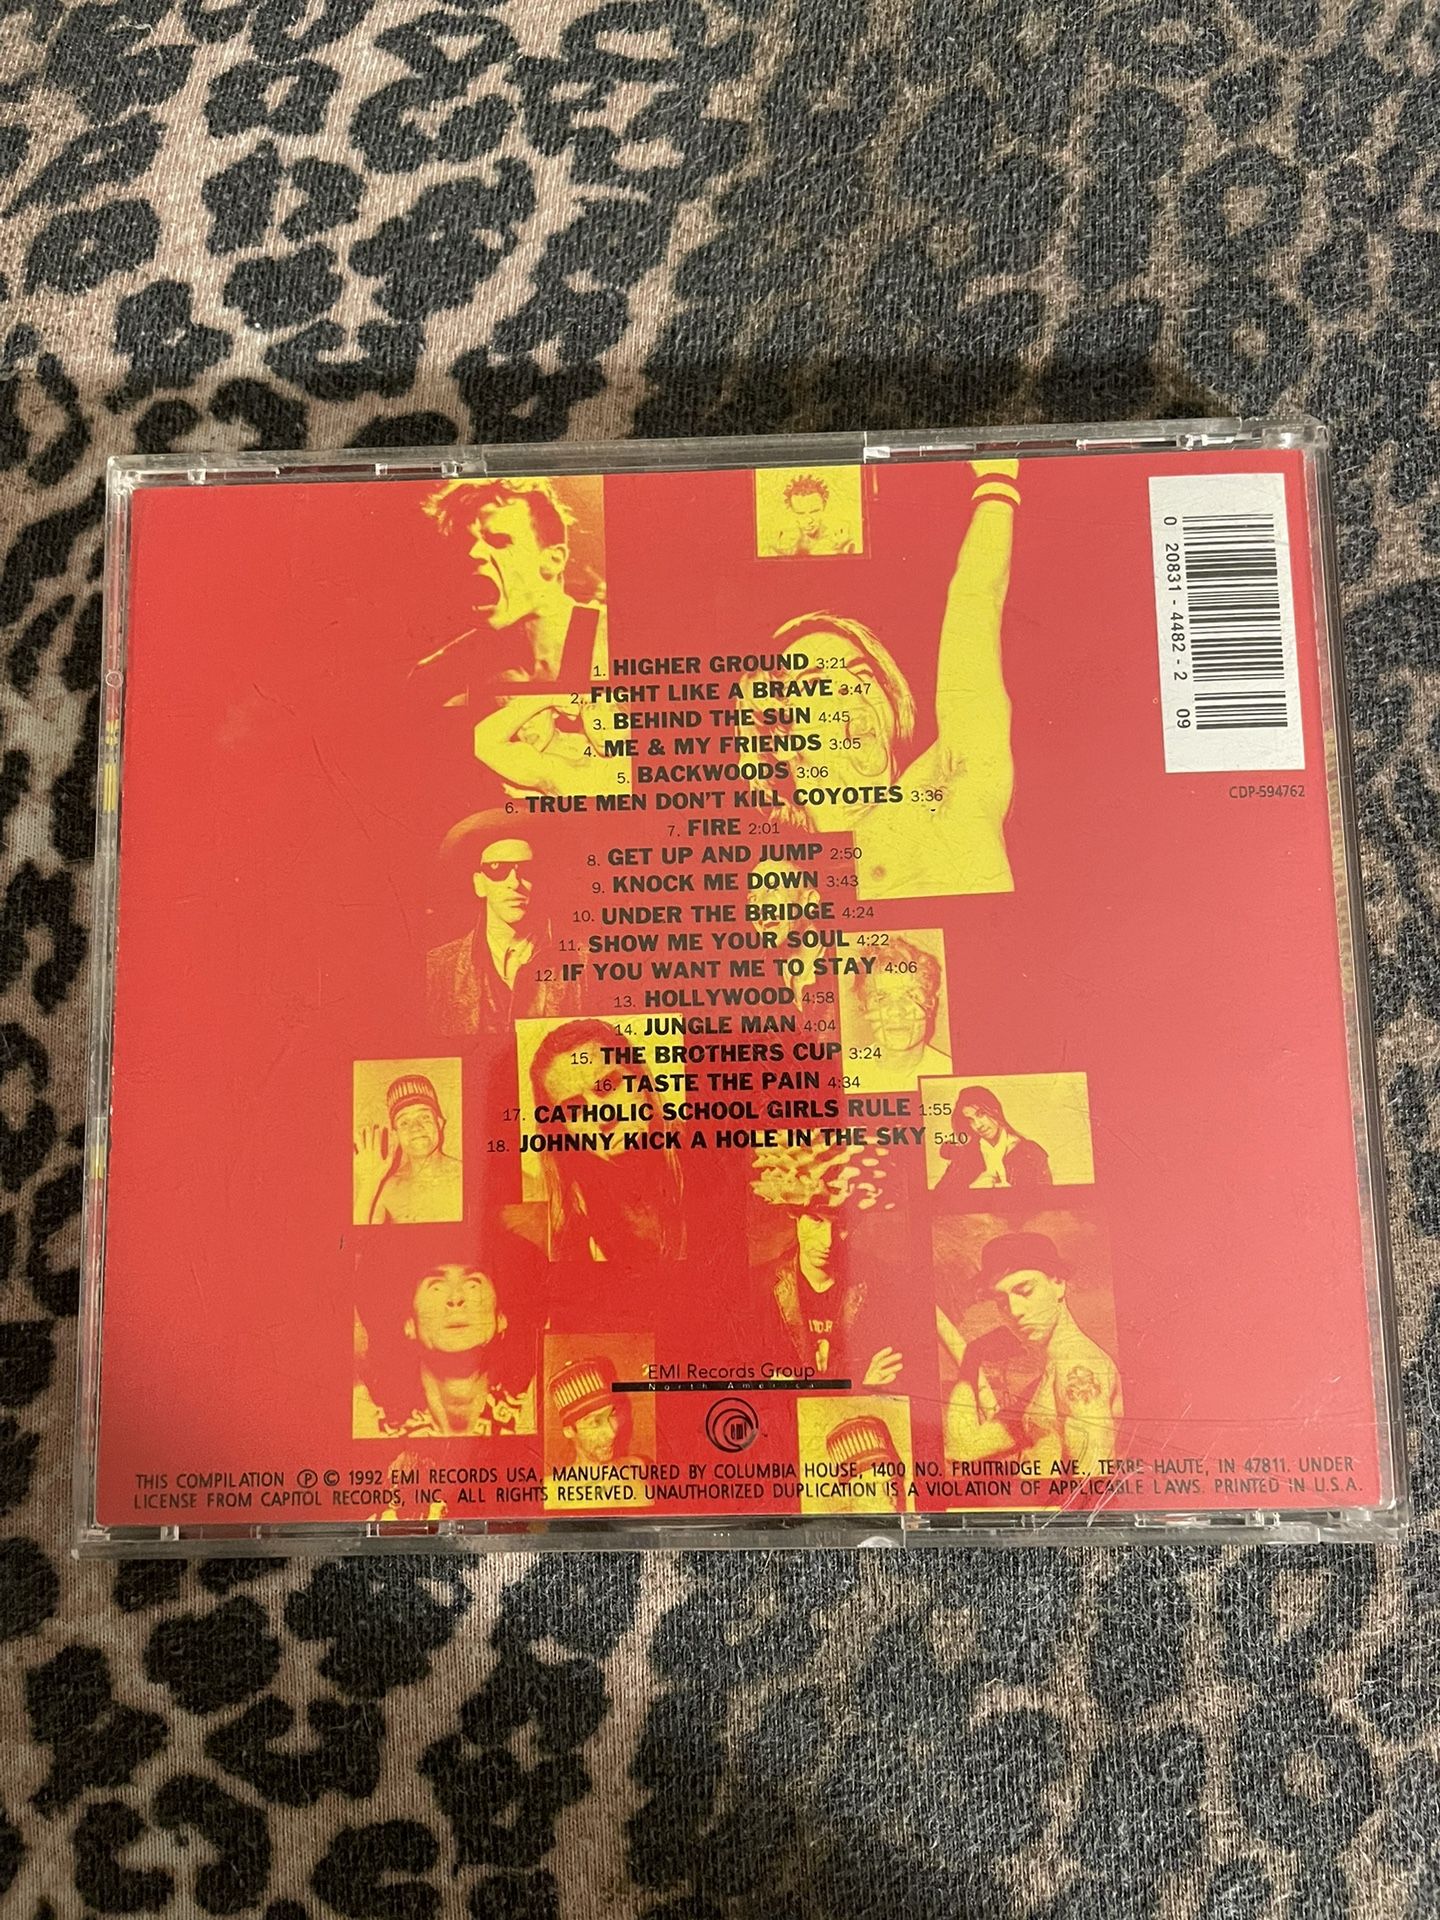 1. HIGHER GROUND 3:21
2. FIGHT LIKE A BRAVE 3:47
3. BEHIND THE SUN 4:45
4. ME & MY FRIENDS 3:05
5. BACKWOODS 3:06
6. TRUE MEN DON'T KILL COYOTES 3:36
7. FIRE 2:01
8. GET UP AND JUMP 2:50
9. KNOCK ME DOWN 3:43
10. UNDER THE BRIDGE 4:24
11. SHOW ME YOUR SOUL 4:22
12. IF YOU WANT ME TO STAY 4:06
13. HOLLYWOOD 4:58
14. JUNGLE MAN 4:04
15. THE BROTHERS CUP 3:24
16. TASTE THE PAIN 4:34
17. CATHOLIC SCHOOL GIRLS RULE 1:55
18. JOHNNY KICK A HOLE IN THE SKY 5:10
0 20831 - 4482 - 2 09
CDP-594762
EMI Records Group
North America
emi ™
THIS COMPILATION ℗ © 1992 EMI RECORDS USA, MANUFACTURED BY COLUMBIA HOUSE, 1400 NO. FRUITRIDGE AVE., TERRE HAUTE, IN 47811. UNDER
LICENSE FROM CAPITOL RECORDS, INC. ALL RIGHTS RESERVED. UNAUTHORIZED DUPLICATION IS A VIOLATION OF APPLICABLE LAWS. PRINTED IN U.S.A.